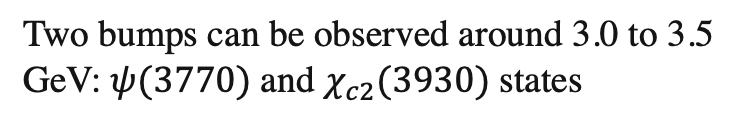 Two bumps can be observed around 3.0 to 3.5
GeV: ψ(3770) and χc2(3930) states